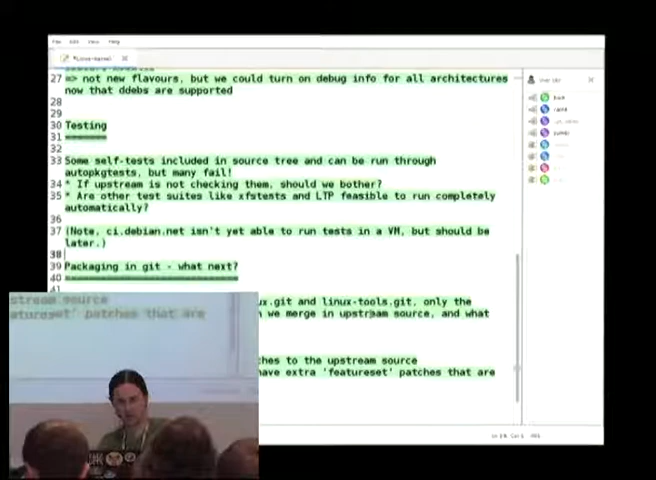 File Edit View Help
27 => not new flavours, but we could turn on debug info for all architectures
now that ddebs are supported
28
29
30 Testing
31 =======
32
33 Some self-tests included in source tree and can be run through
autopkgtests, but many fail!
34 * If upstream is not checking them, should we bother?
35 * Are other test suites like xfstests and LTP feasible to run completely
automatically?
36
37 (Note, ci.debian.net isn't yet able to run tests in a VM, but should be
later.)
38
39 Packaging in git - what next?
40 =============================
41
ux.git and linux-tools.git, only the
we merge in upstream source, and what
ches to the upstream source
have extra 'featureset' patches that are
stream source
atureset' patches that are